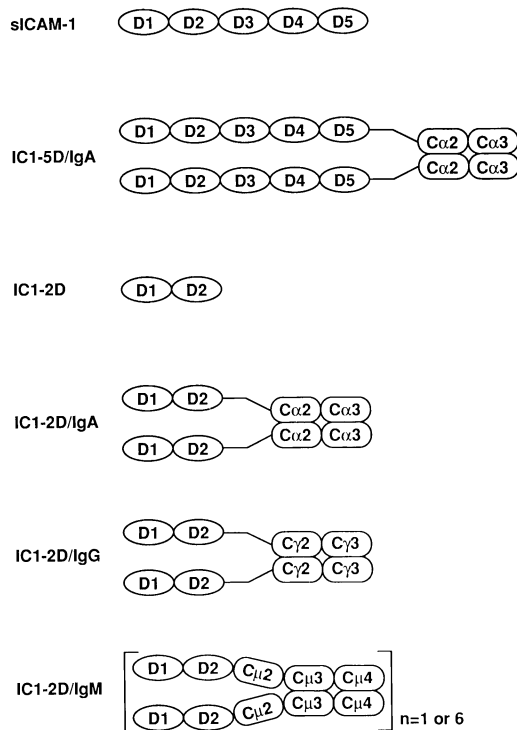 sICAM-1 D1 D2 D3 D4 D5
D1 D2 D3 D4 D5 Cα2 Cα3
IC1-5D/IgA
D1 D2 D3 D4 D5 Cα2 Cα3
IC1-2D D1 D2
D1 D2 Cα2 Cα3
IC1-2D/IgA
D1 D2 Cα2 Cα3
D1 D2 Cγ2 Cγ3
IC1-2D/IgG
D1 D2 Cγ2 Cγ3
D1 D2 Cμ2 Cμ3 Cμ4
IC1-2D/IgM
D1 D2 Cμ2 Cμ3 Cμ4
n=1 or 6